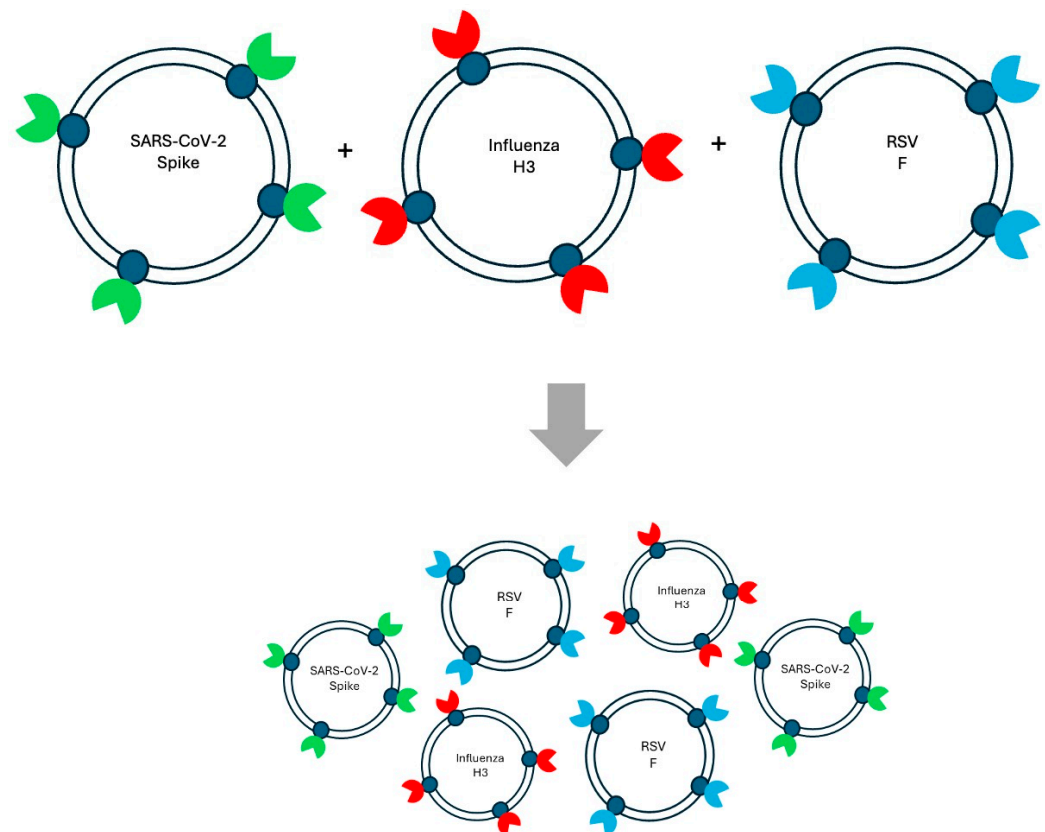 SARS-CoV-2
Spike
+
Influenza
H3
+
RSV
F
RSV
F
Influenza
H3
SARS-CoV-2
Spike
SARS-CoV-2
Spike
Influenza
H3
RSV
F